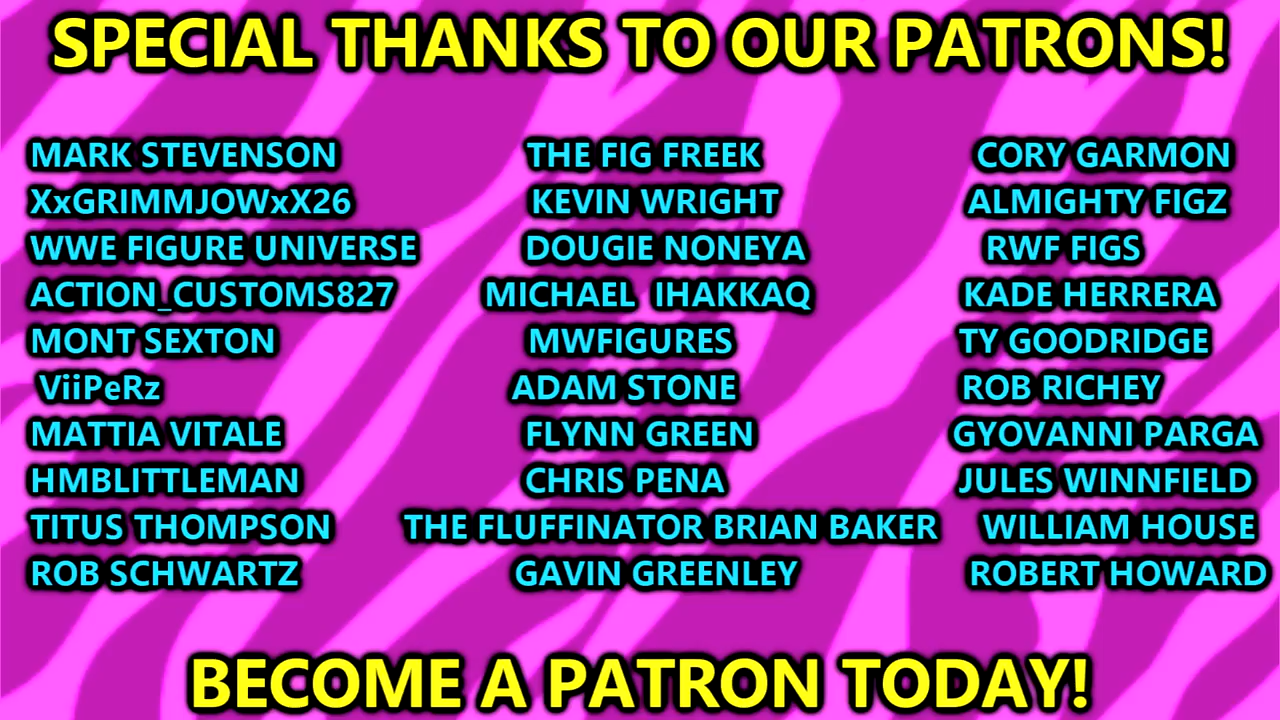 SPECIAL THANKS TO OUR PATRONS!
MARK STEVENSON
XxGRIMMJOWxX26
WWE FIGURE UNIVERSE
ACTION_CUSTOMS827
MONT SEXTON
ViiPeRz
MATTIA VITALE
HMBLITTLEMAN
TITUS THOMPSON
ROB SCHWARTZ
THE FIG FREEK
KEVIN WRIGHT
DOUGIE NONEYA
MICHAEL IHAKKAQ
MWFIGURES
ADAM STONE
FLYNN GREEN
CHRIS PENA
THE FLUFFINATOR BRIAN BAKER
GAVIN GREENLEY
CORY GARMON
ALMIGHTY FIGZ
RWF FIGS
KADE HERRERA
TY GOODRIDGE
ROB RICHEY
GYOVANNI PARGA
JULES WINNFIELD
WILLIAM HOUSE
ROBERT HOWARD
BECOME A PATRON TODAY!